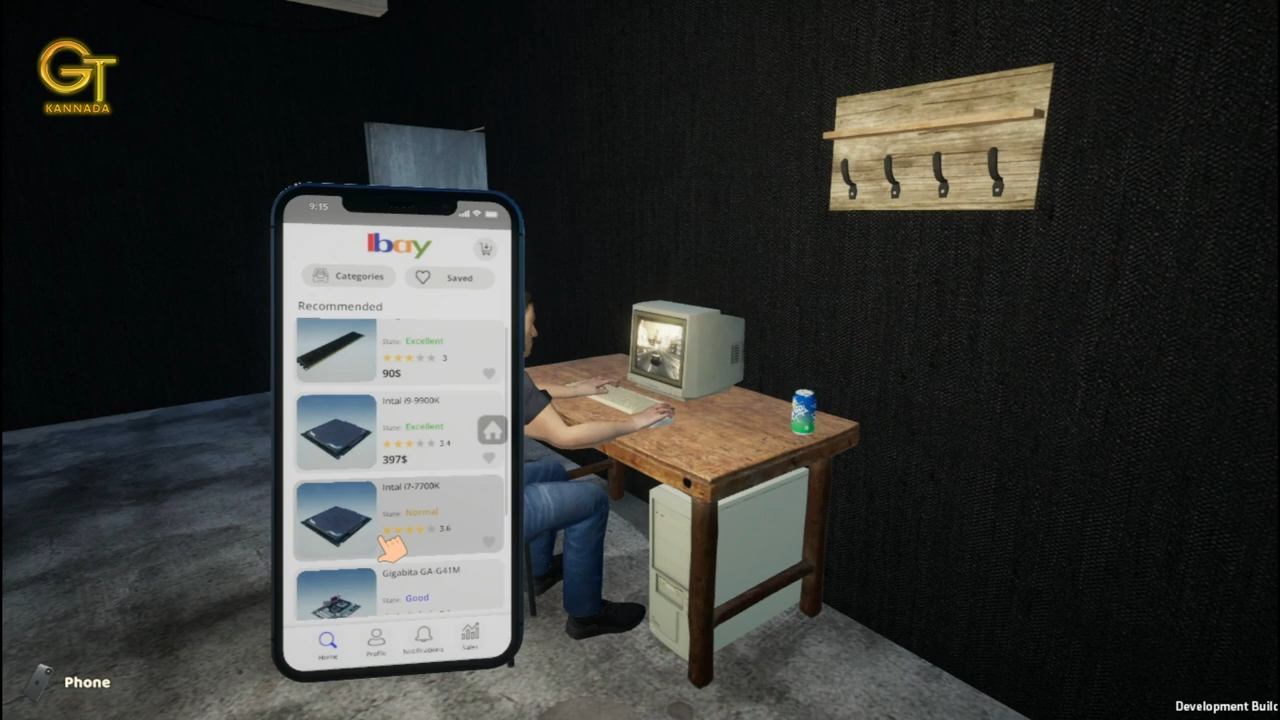 GT
KANNADA
9:15
lbay
Categories
Saved
Recommended
State: Excellent
3
90$
Intal i9-9900K
State: Excellent
3.4
397$
Intal i7-7700K
State: Normal
3.6
Gigabita GA-G41M
State: Good
Home
Profile
Notifications
Sales
Phone
Development Build